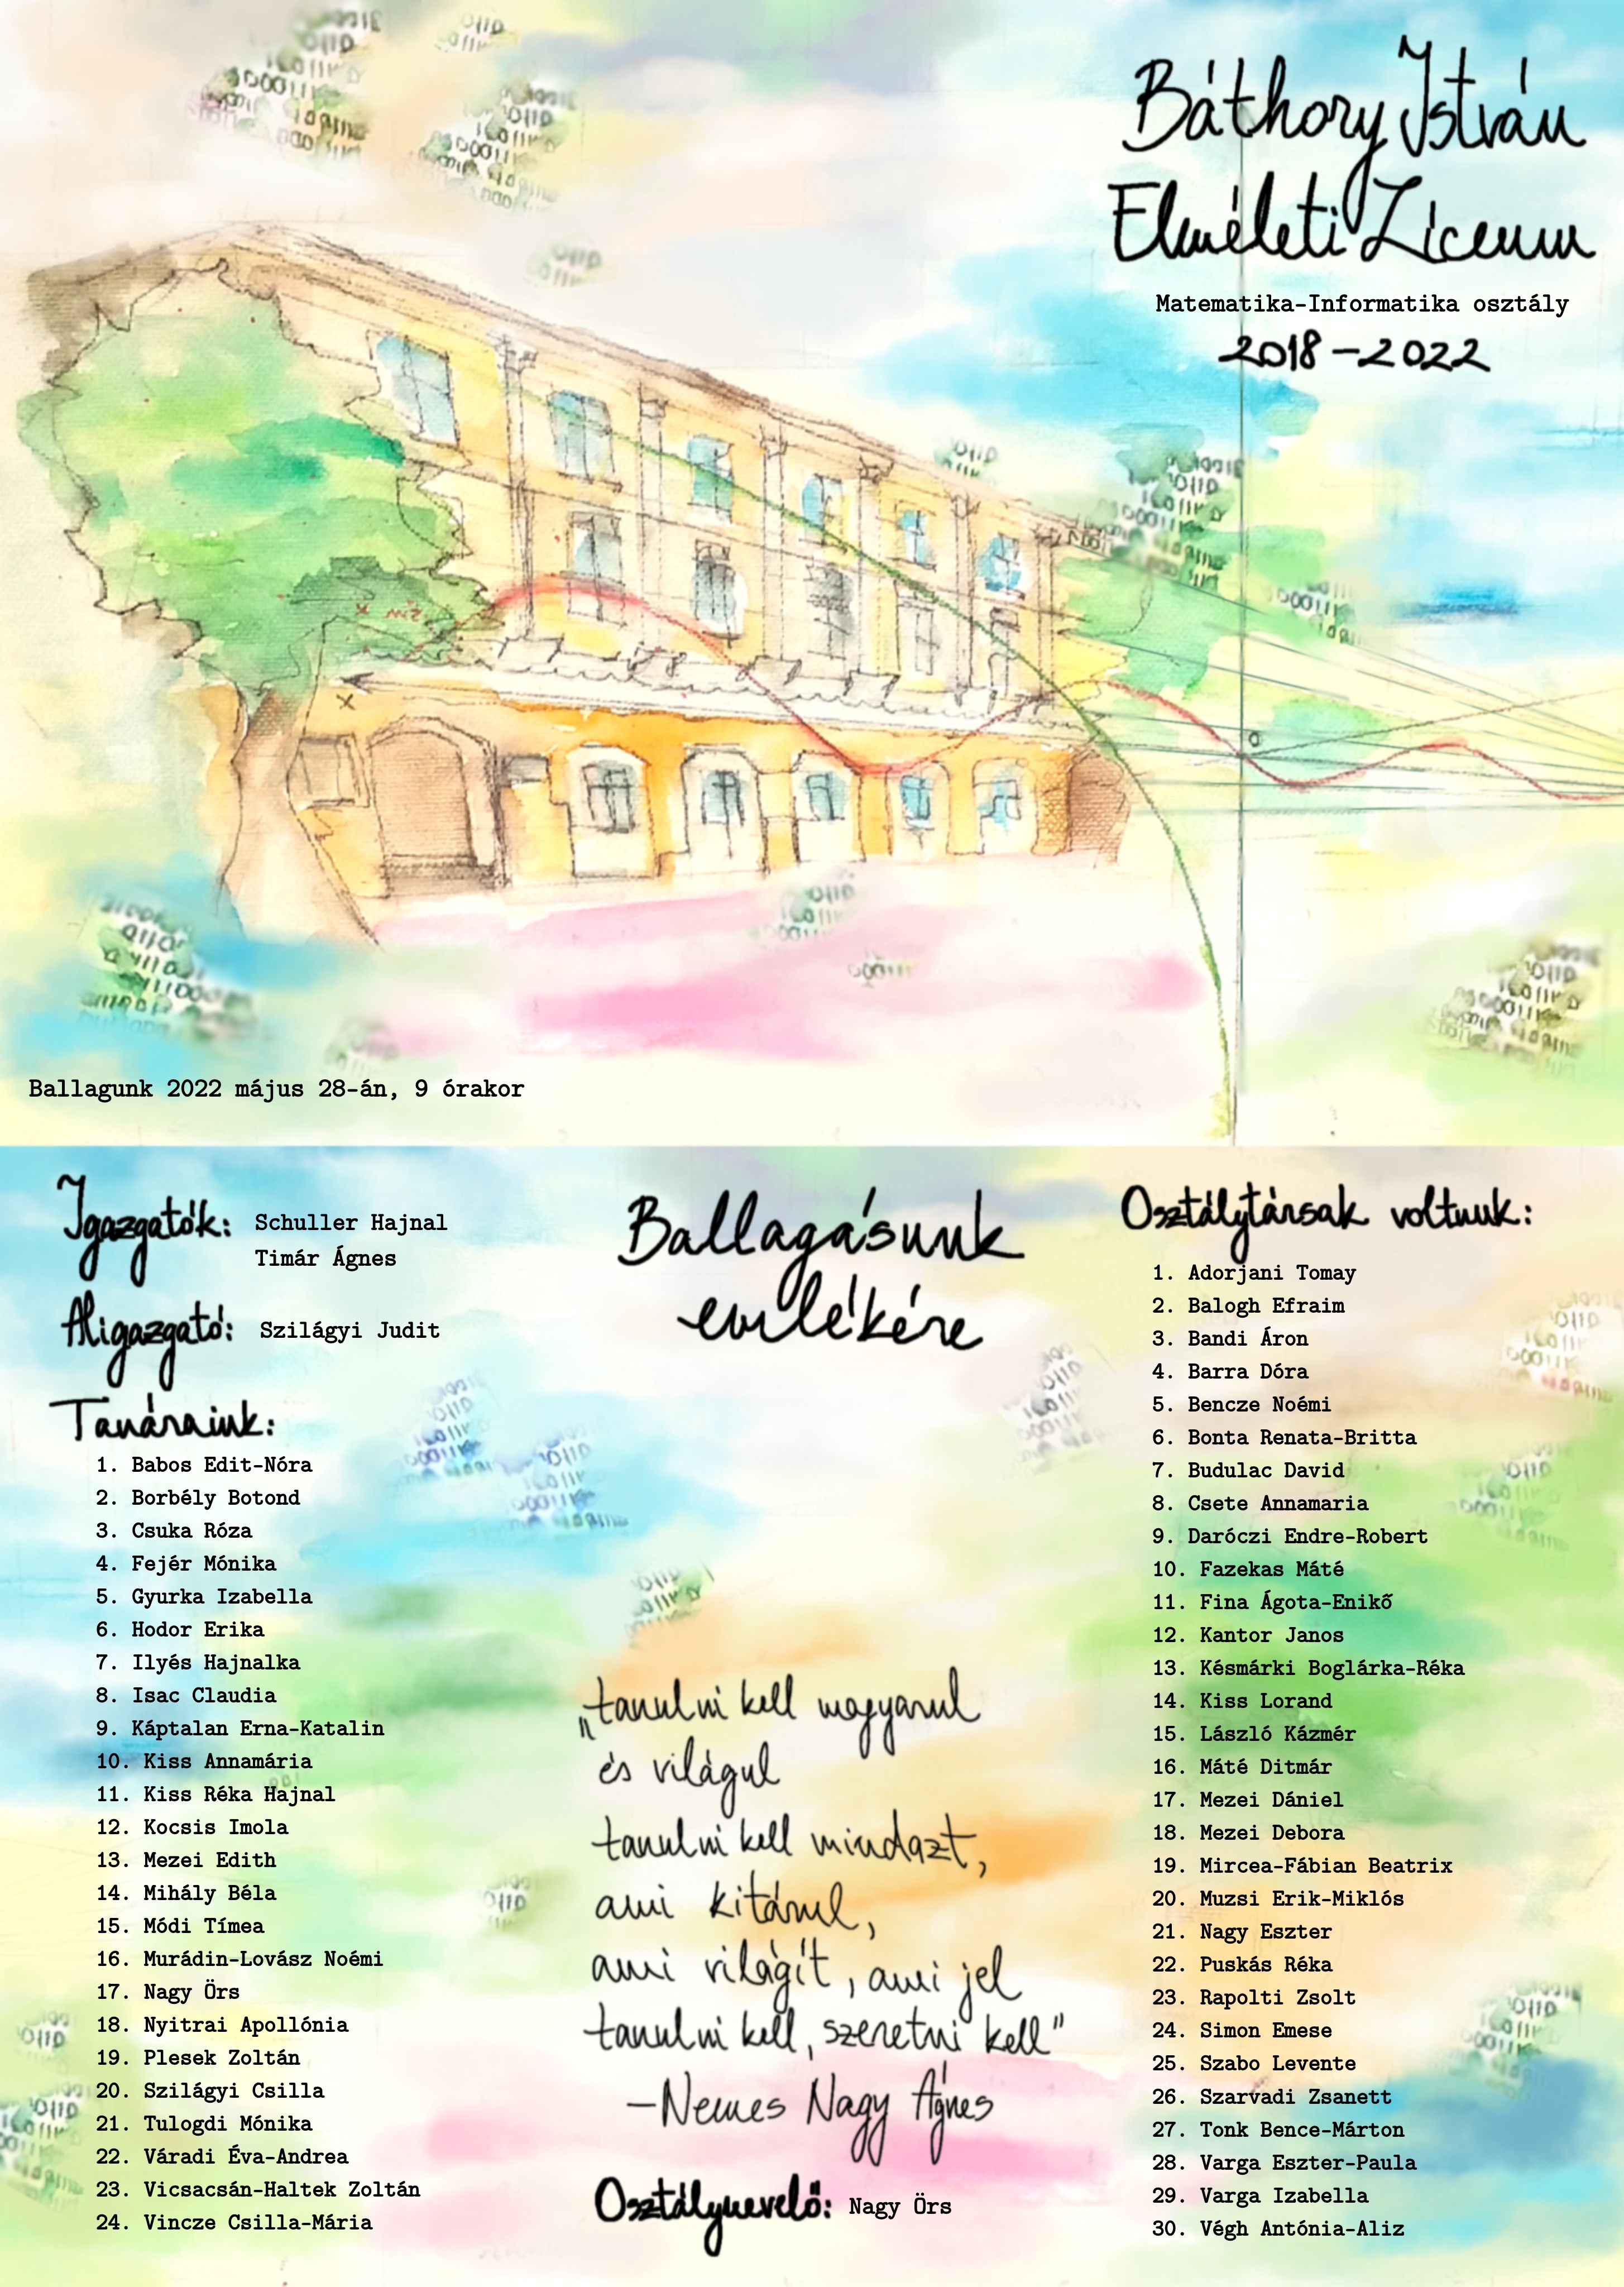 Báthory István
Elméleti Líceum
Matematika-Informatika osztály
2018-2022
Ballagunk 2022 május 28-án, 9 órakor
Igazgatók: Schuller Hajnal
Timár Ágnes
Aligazgató: Szilágyi Judit
Tanáraink:
1. Babos Edit-Nóra
2. Borbély Botond
3. Csuka Róza
4. Fejér Mónika
5. Gyurka Izabella
6. Hodor Erika
7. Ilyés Hajnalka
8. Isac Claudia
9. Káptalan Erna-Katalin
10. Kiss Annamária
11. Kiss Réka Hajnal
12. Kocsis Imola
13. Mezei Edith
14. Mihály Béla
15. Módi Tímea
16. Murádin-Lovász Noémi
17. Nagy Örs
18. Nyitrai Apollónia
19. Plesek Zoltán
20. Szilágyi Csilla
21. Tulogdi Mónika
22. Váradi Éva-Andrea
23. Vicsacsán-Haltek Zoltán
24. Vincze Csilla-Mária
Ballagásunk
emlékére
„tanulni kell magyarul
és világul
tanulni kell mindazt,
ami kitárul,
ami világít, ami jel
tanulni kell, szeretni kell"
-Nemes Nagy Ágnes
Osztálynevelő: Nagy Örs
Osztálytársak voltunk:
1. Adorjani Tomay
2. Balogh Efraim
3. Bandi Áron
4. Barra Dóra
5. Bencze Noémi
6. Bonta Renata-Britta
7. Budulac David
8. Csete Annamaria
9. Daróczi Endre-Robert
10. Fazekas Máté
11. Fina Ágota-Enikő
12. Kantor Janos
13. Késmárki Boglárka-Réka
14. Kiss Lorand
15. László Kázmér
16. Máté Ditmár
17. Mezei Dániel
18. Mezei Debora
19. Mircea-Fábian Beatrix
20. Muzsi Erik-Miklós
21. Nagy Eszter
22. Puskás Réka
23. Rapolti Zsolt
24. Simon Emese
25. Szabo Levente
26. Szarvadi Zsanett
27. Tonk Bence-Márton
28. Varga Eszter-Paula
29. Varga Izabella
30. Végh Antónia-Aliz